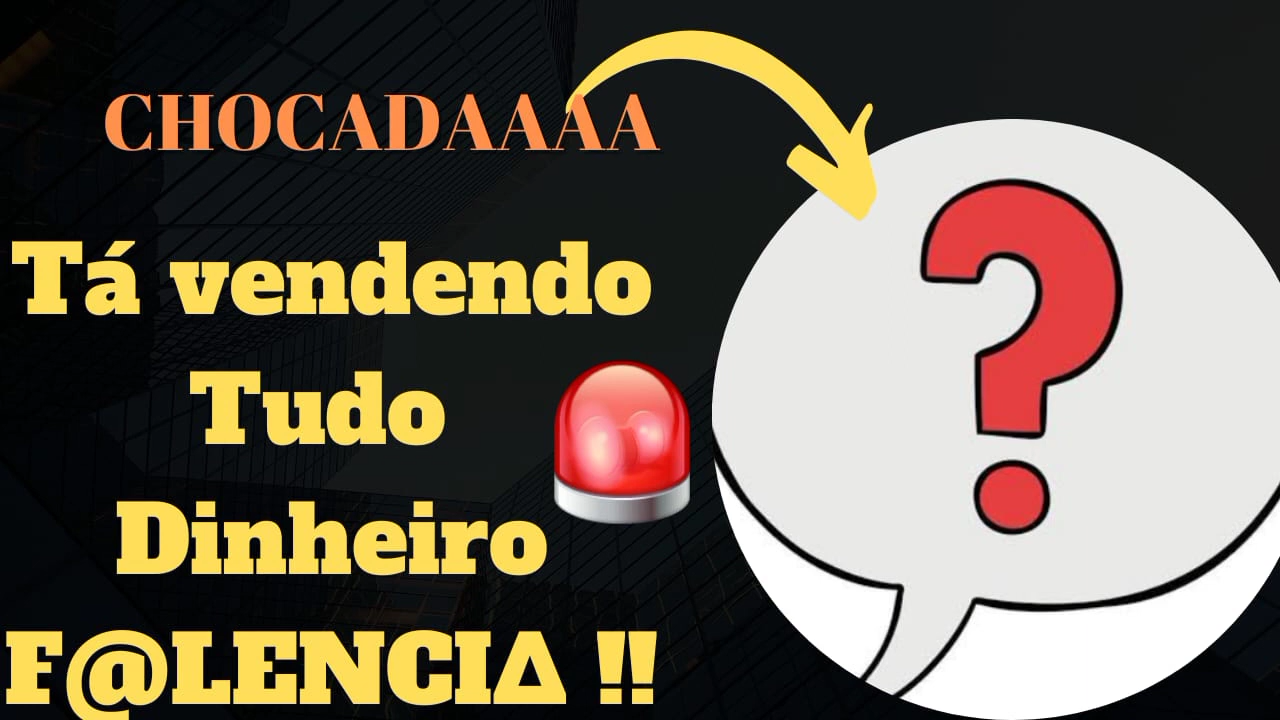 CHOCADAAAA
Tá vendendo
Tudo
Dinheiro
F@LENCIΔ !!
?